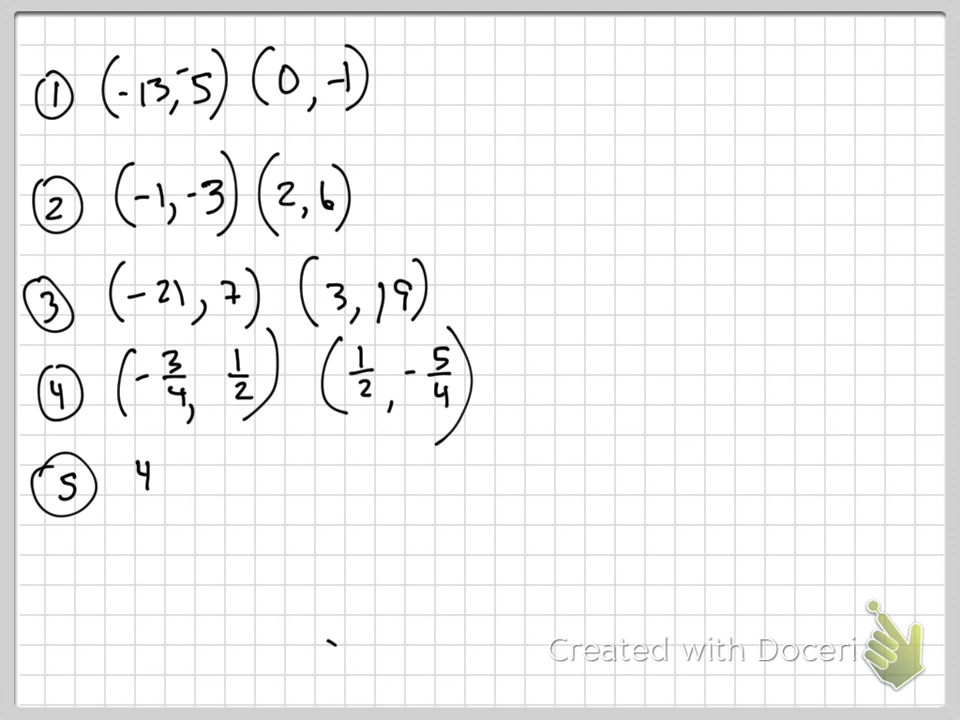 ① (-13, -5) (0, -1)
② (-1, -3) (2, 6)
③ (-21, 7) (3, 19)
④ (-3/4, 1/2) (1/2, -5/4)
⑤ 4
Created with Doceri